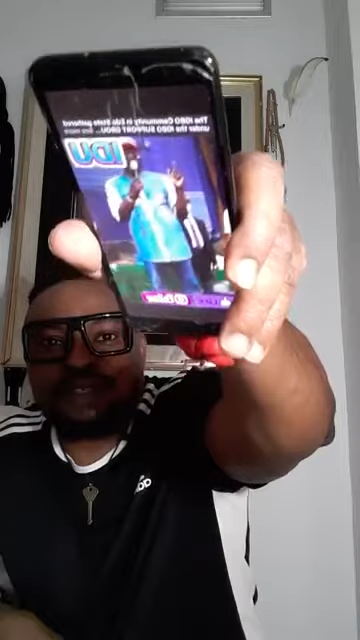 The IGBO Community in Edo State gathered
under the IGBO SUPPORT GROU... See more
IDU